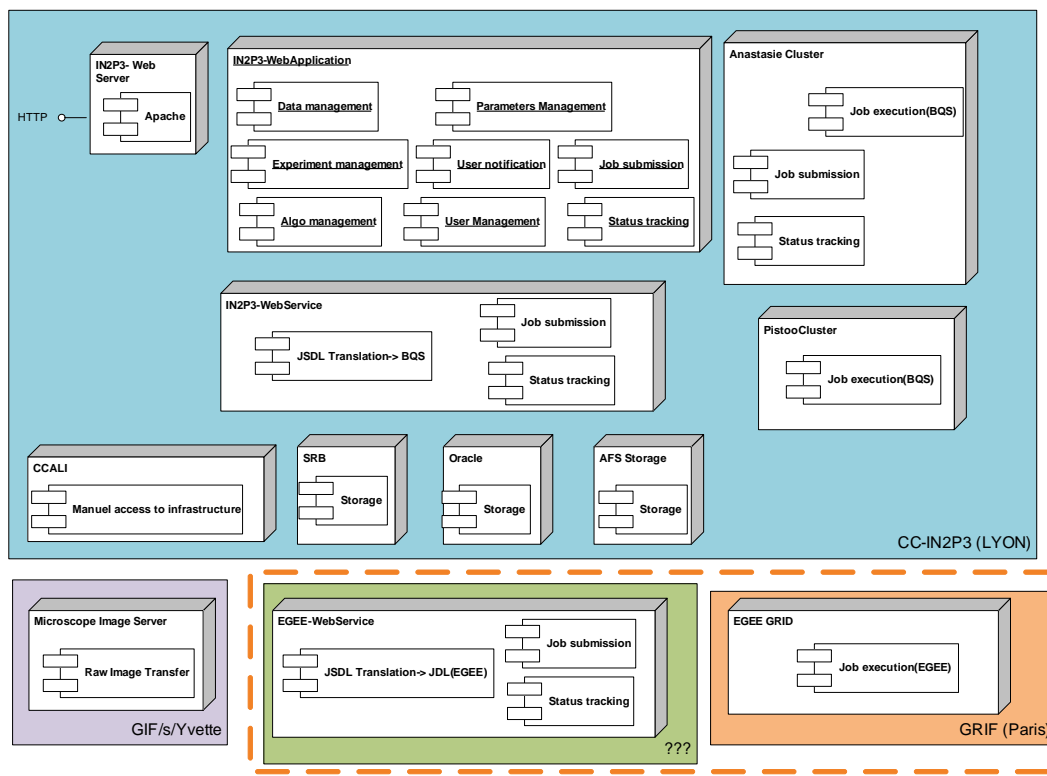 IN2P3- Web
Server
Apache
HTTP
IN2P3-WebApplication
Data management
Parameters Management
Experiment management
User notification
Job submission
Algo management
User Management
Status tracking
Anastasie Cluster
Job execution(BQS)
Job submission
Status tracking
IN2P3-WebService
JSDL Translation-> BQS
Job submission
Status tracking
PistooCluster
Job execution(BQS)
CCALI
Manuel access to infrastructure
SRB
Storage
Oracle
Storage
AFS Storage
Storage
CC-IN2P3 (LYON)
Microscope Image Server
Raw Image Transfer
GIF/s/Yvette
EGEE-WebService
JSDL Translation-> JDL(EGEE)
Job submission
Status tracking
???
EGEE GRID
Job execution(EGEE)
GRIF (Paris)